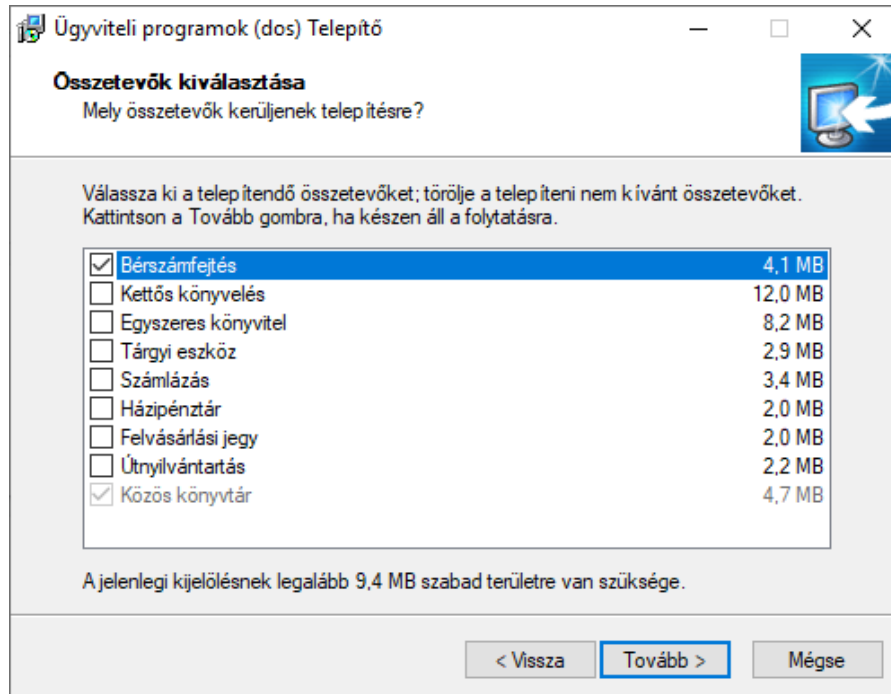 Ügyviteli programok (dos) Telepítő
Összetevők kiválasztása
Mely összetevők kerüljenek telepítésre?
Válassza ki a telepítendő összetevőket; törölje a telepíteni nem kívánt összetevőket.
Kattintson a Tovább gombra, ha készen áll a folytatásra.
Bérszámfejtés 4,1 MB
Kettős könyvelés 12,0 MB
Egyszeres könyvitel 8,2 MB
Tárgyi eszköz 2,9 MB
Számlázás 3,4 MB
Házipénztár 2,0 MB
Felvásárlási jegy 2,0 MB
Útnyilvántartás 2,2 MB
Közös könyvtár 4,7 MB
A jelenlegi kijelölésnek legalább 9,4 MB szabad területre van szüksége.
< Vissza Tovább > Mégse